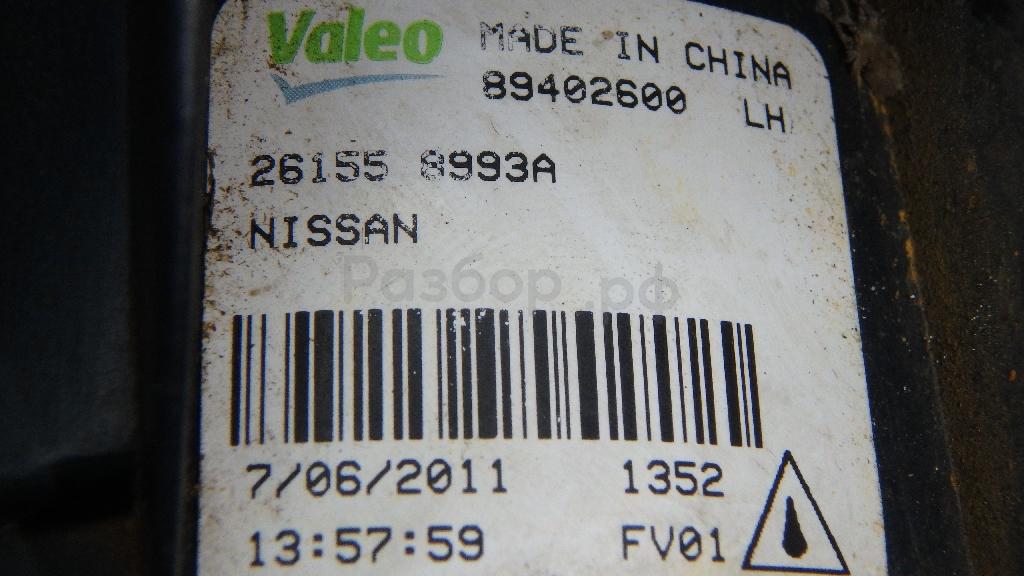 Valeo MADE IN CHINA
89402600 LH
26155 8993A
NISSAN
Разбор.рф
7/06/2011 1352
13:57:59 FV01